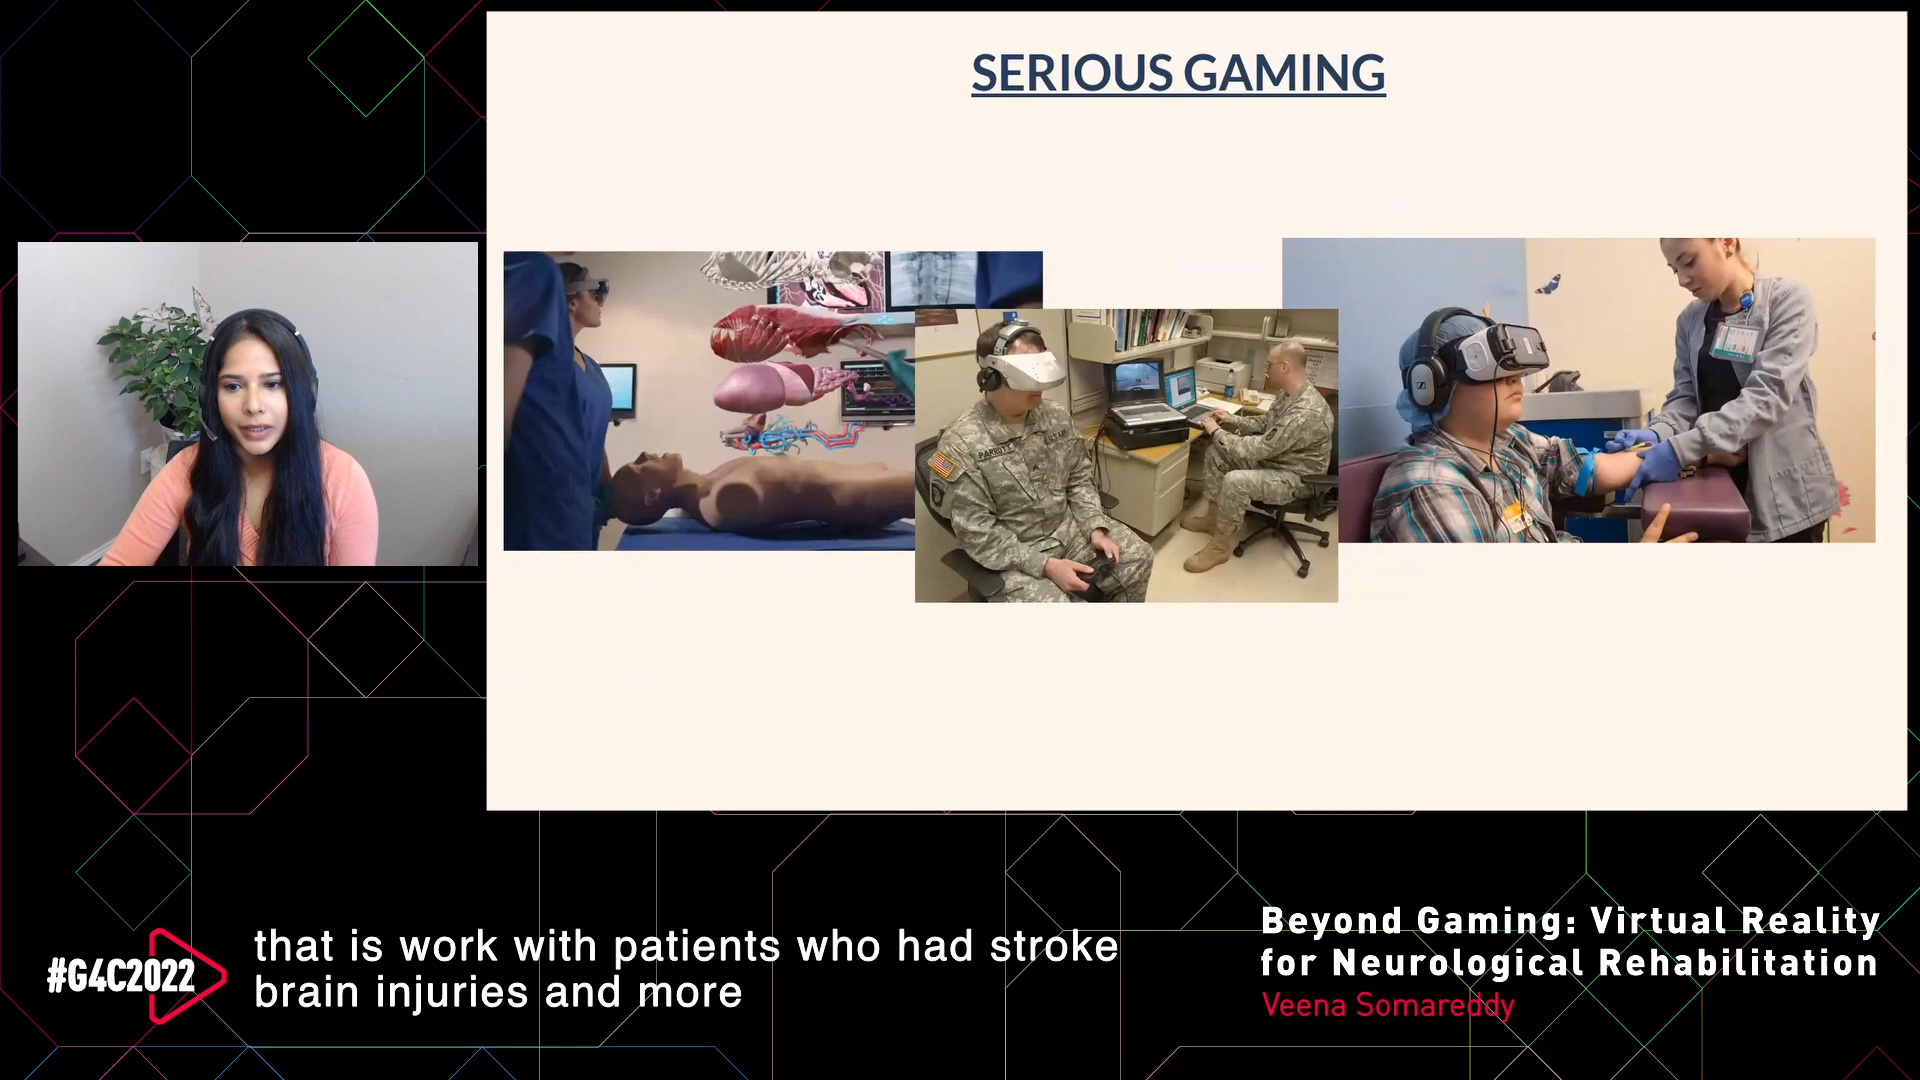 SERIOUS GAMING
PARROTT
#G4C2022
that is work with patients who had stroke
brain injuries and more
Beyond Gaming: Virtual Reality
for Neurological Rehabilitation
Veena Somareddy